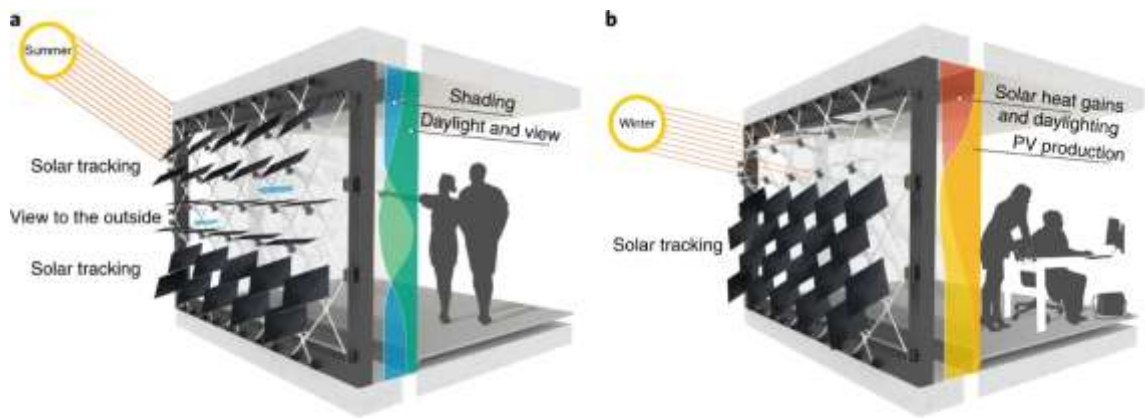 a
Summer
Shading
Daylight and view
Solar tracking
View to the outside
Solar tracking
b
Winter
Solar heat gains
and daylighting
PV production
Solar tracking